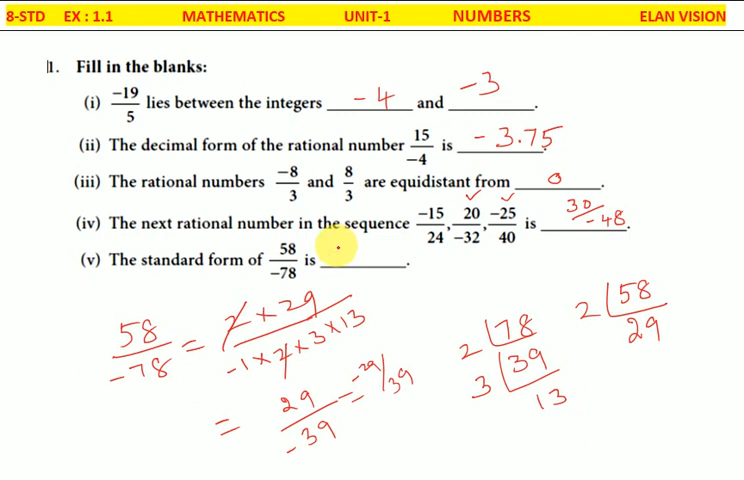 8-STD EX : 1.1 MATHEMATICS UNIT-1 NUMBERS ELAN VISION
1. Fill in the blanks:
(i) -19/5 lies between the integers -4 and -3.
(ii) The decimal form of the rational number 15/-4 is -3.75.
(iii) The rational numbers -8/3 and 8/3 are equidistant from 0.
(iv) The next rational number in the sequence -15/24, 20/-32, -25/40 is 30/-48.
(v) The standard form of 58/-78 is ________.
58/-78 = 2 × 29/-1 × 2 × 3 × 13
= 29/-39 = -29/39
2 78
3 39
13
2 58
29